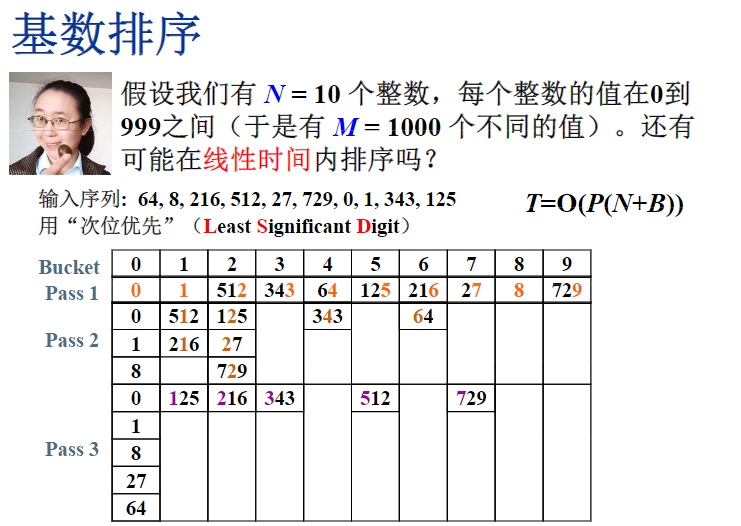 基数排序
假设我们有 N = 10 个整数，每个整数的值在0到
999之间（于是有 M = 1000 个不同的值）。还有
可能在线性时间内排序吗？
输入序列: 64, 8, 216, 512, 27, 729, 0, 1, 343, 125
T=O(P(N+B))
用“次位优先”（Least Significant Digit）
Bucket 0 1 2 3 4 5 6 7 8 9
Pass 1 0 1 512 343 64 125 216 27 8 729
0 512 125 343 64
Pass 2 1 216 27
8 729
0 125 216 343 512 729
1
Pass 3 8
27
64